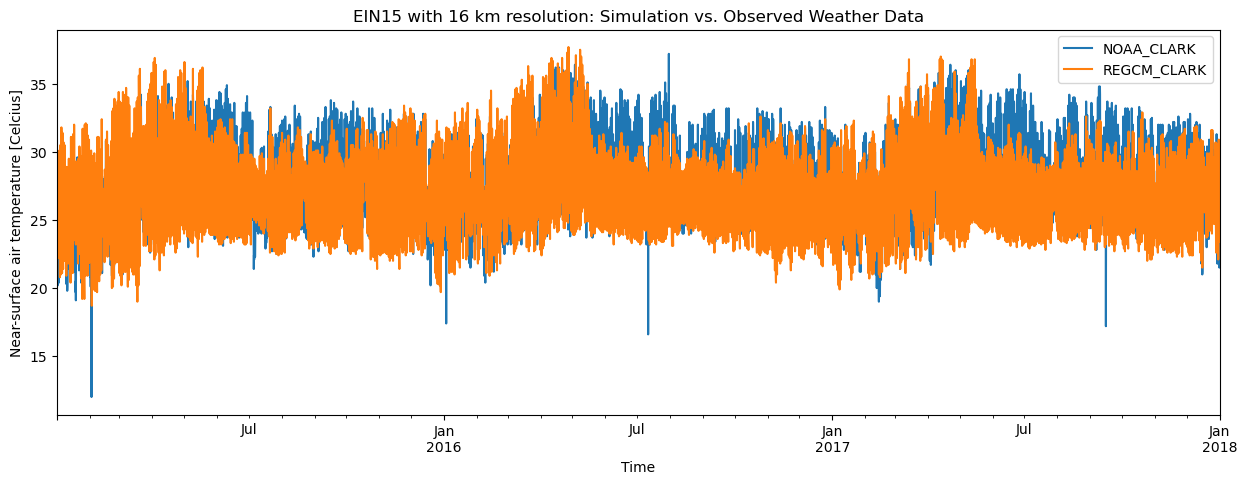 EIN15 with 16 km resolution: Simulation vs. Observed Weather Data
NOAA_CLARK
REGCM_CLARK
Near-surface air temperature [Celcius]
35
30
25
20
15
Jul
Jan
2016
Jul
Jan
2017
Jul
Jan
2018
Time